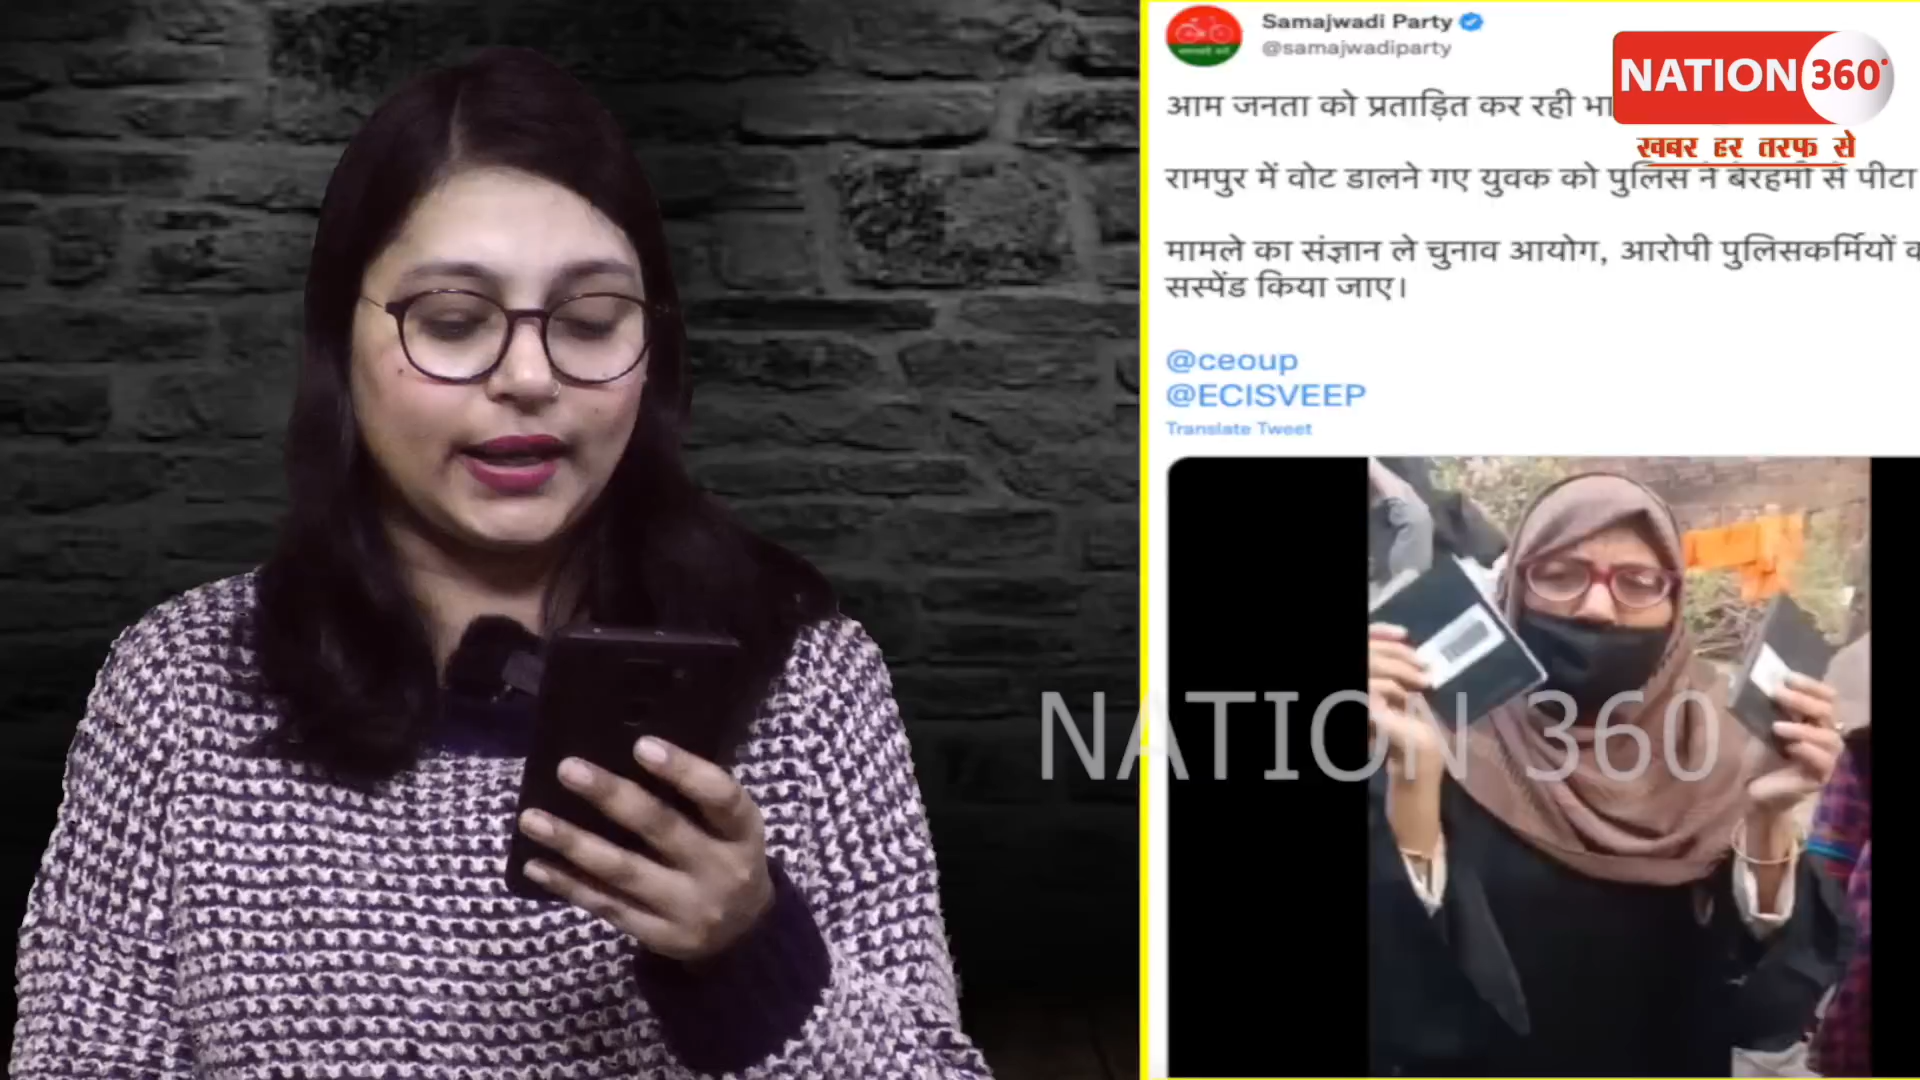 Samajwadi Party
@samajwadiparty
NATION 360°
खबर हर तरफ से
आम जनता को प्रताड़ित कर रही
रामपुर में वोट डालने गए युवक को पुलिस ने बेरहमी से पीटा
मामले का संज्ञान ले चुनाव आयोग, आरोपी पुलिसकर्मियों
सस्पेंड किया जाए।
@ceoup
@ECISVEEP
Translate Tweet
NATION 360